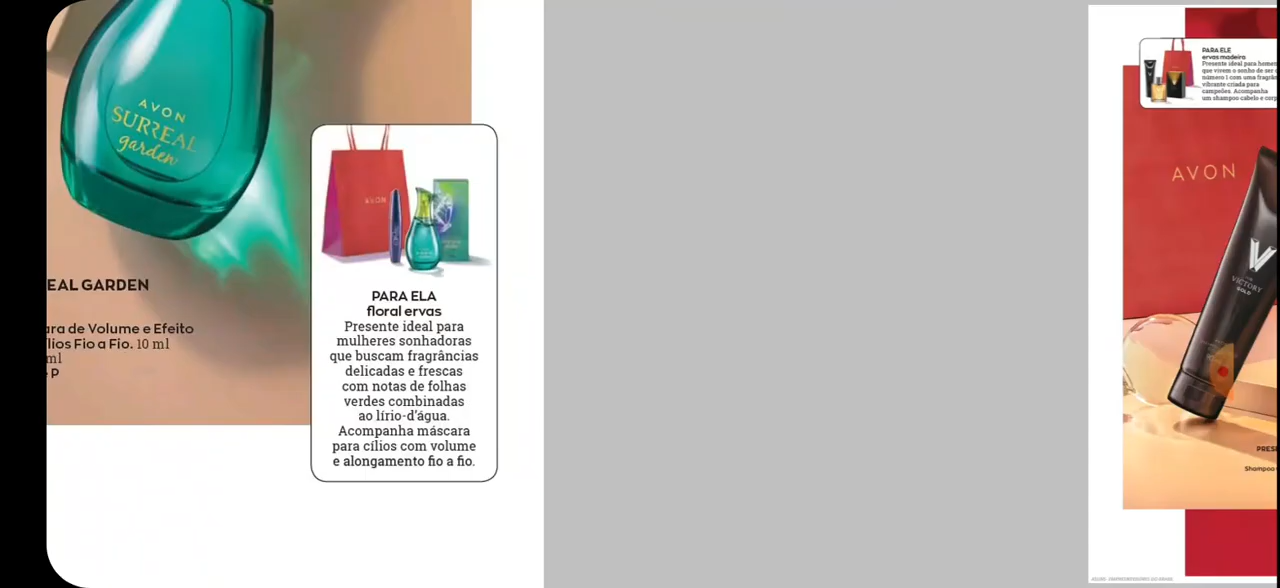 AVON
SURREAL
garden
EAL GARDEN
ara de Volume e Efeito
lios Fio a Fio. 10 ml
ml
P
AVON
PARA ELA
floral ervas
Presente ideal para
mulheres sonhadoras
que buscam fragrâncias
delicadas e frescas
com notas de folhas
verdes combinadas
ao lírio-d'água.
Acompanha máscara
para cílios com volume
e alongamento fio a fio.
PARA ELE
ervas madeira
Presente ideal para home
que vivem o sonho de ser o
número 1 com uma fragrân
vibrante criada para
campeões. Acompanha
um shampoo cabelo e corp
AVON
VICTORY
GOLD
PRESE
Shampoo